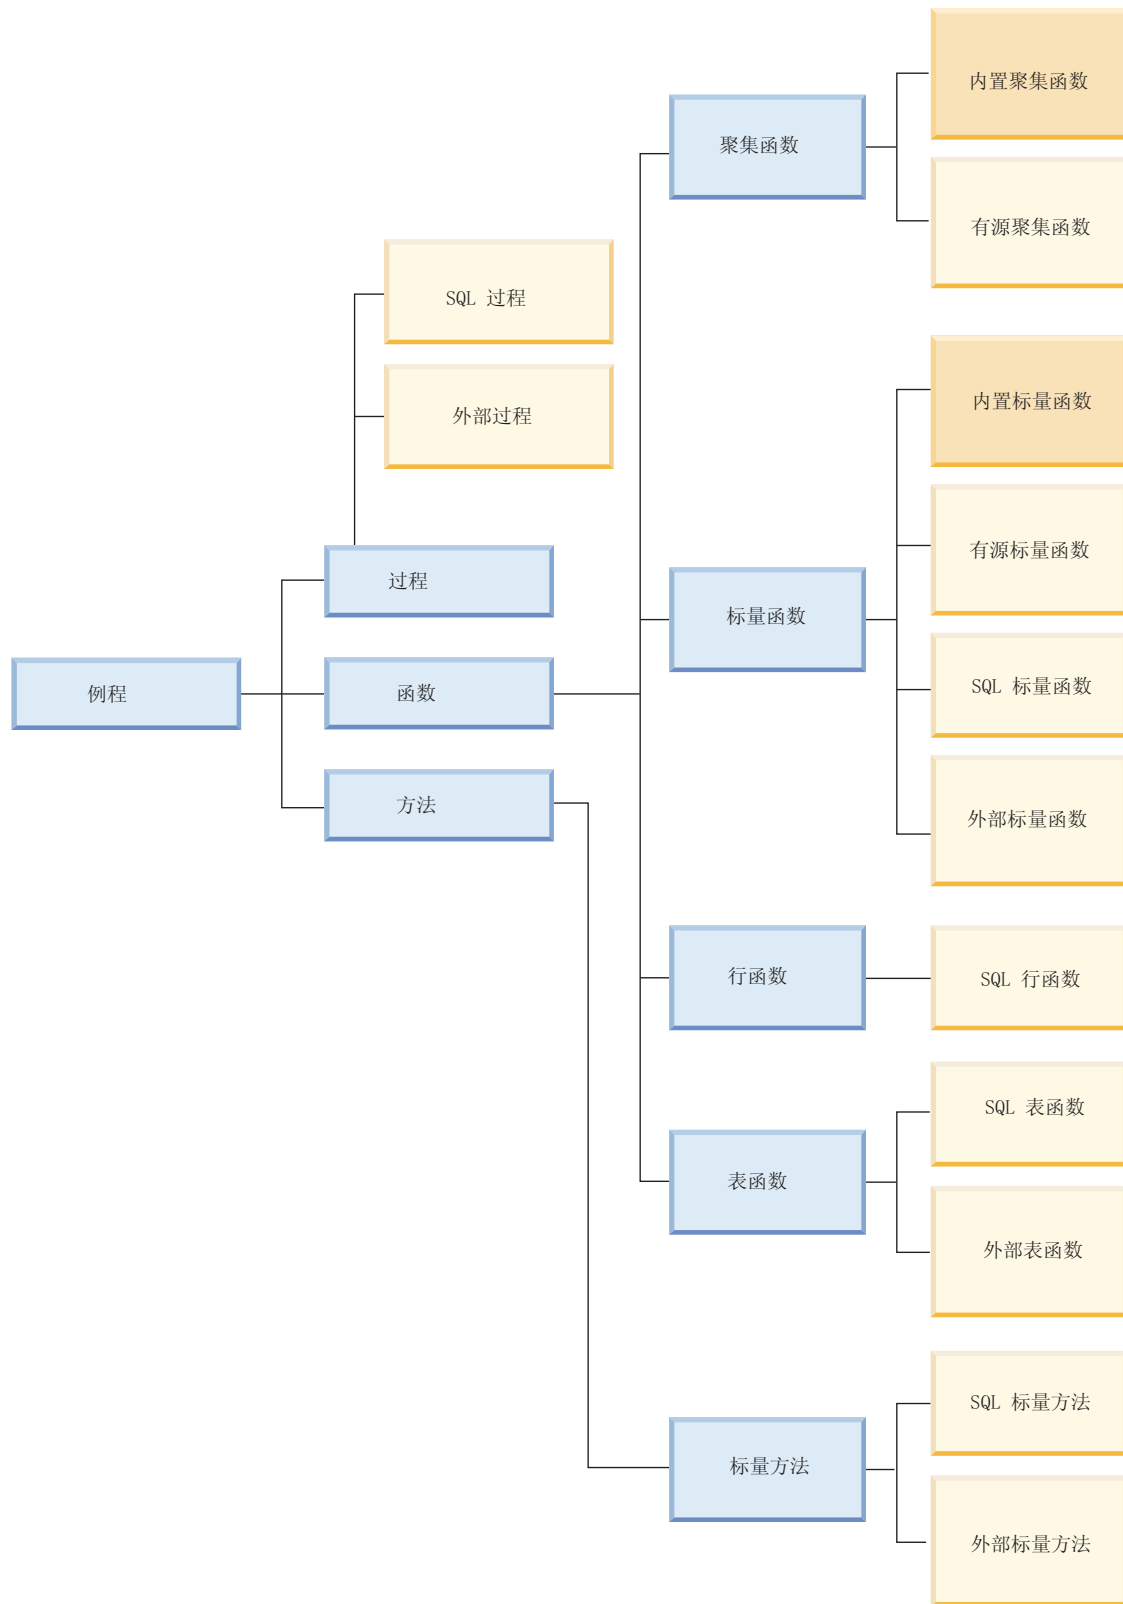 例程
过程
SQL 过程
外部过程
函数
聚集函数
内置聚集函数
有源聚集函数
标量函数
内置标量函数
有源标量函数
SQL 标量函数
外部标量函数
行函数
SQL 行函数
表函数
SQL 表函数
外部表函数
方法
标量方法
SQL 标量方法
外部标量方法